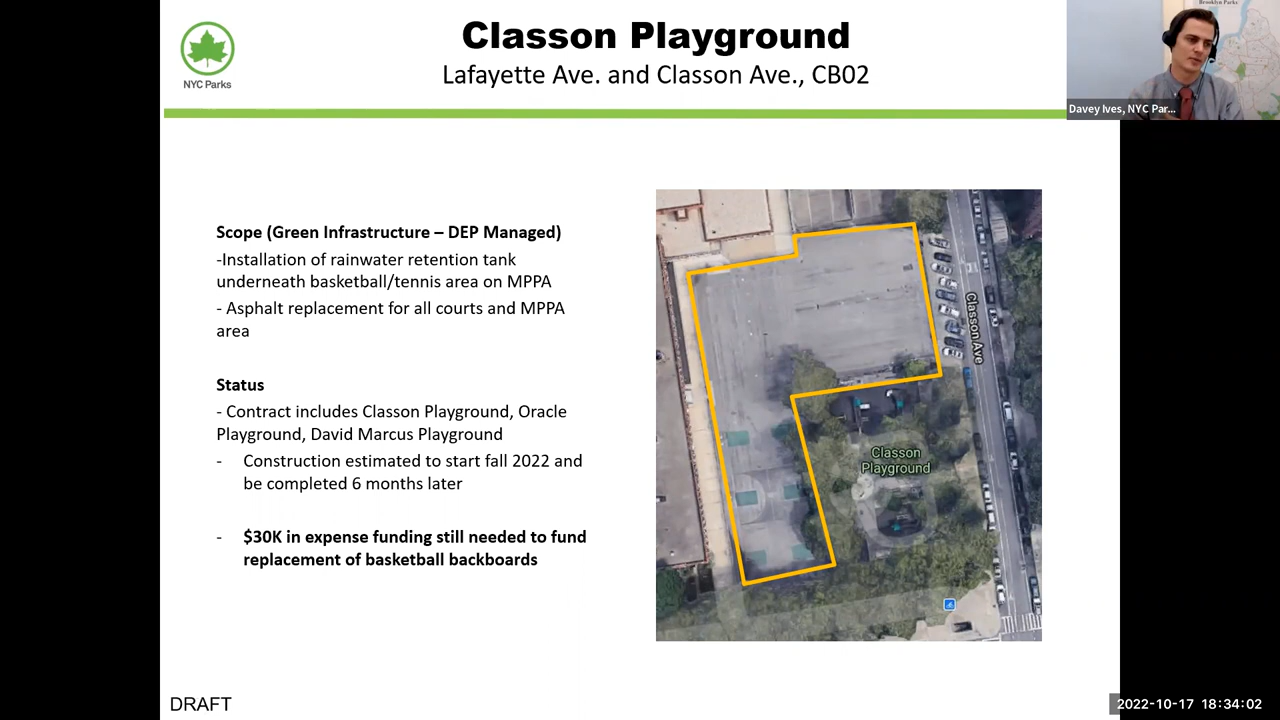 Classon Playground
Lafayette Ave. and Classon Ave., CB02
NYC Parks
Brooklyn Parks
Davey Ives, NYC Par...
Scope (Green Infrastructure – DEP Managed)
-Installation of rainwater retention tank
underneath basketball/tennis area on MPPA
- Asphalt replacement for all courts and MPPA
area
Status
- Contract includes Classon Playground, Oracle
Playground, David Marcus Playground
- Construction estimated to start fall 2022 and
be completed 6 months later
- $30K in expense funding still needed to fund
replacement of basketball backboards
Classon Ave
Classon
Playground
DRAFT
2022-10-17 18:34:02